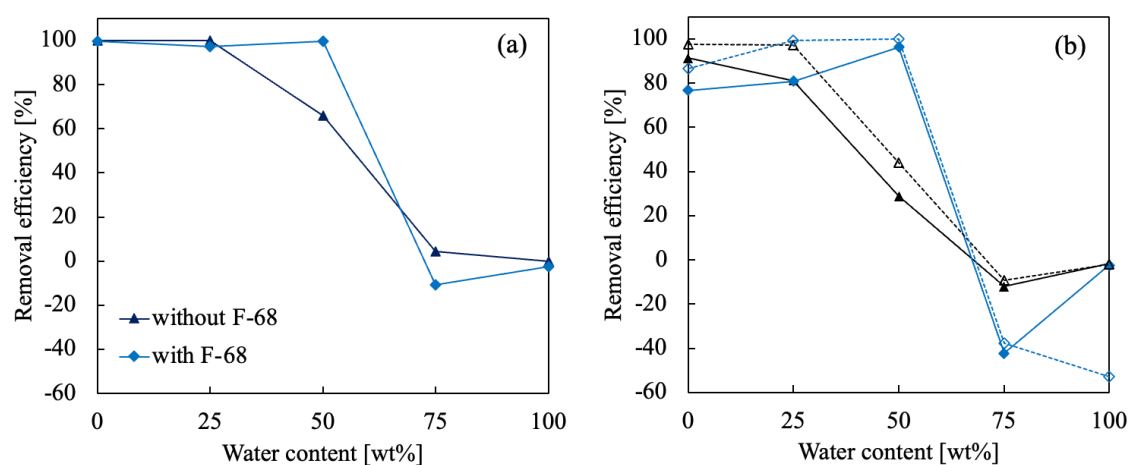 (a)
Removal efficiency [%]
100
80
60
40
20
0
-20
-40
-60
without F-68
with F-68
0 25 50 75 100
Water content [wt%]
(b)
Removal efficiency [%]
100
80
60
40
20
0
-20
-40
-60
0 25 50 75 100
Water content [wt%]